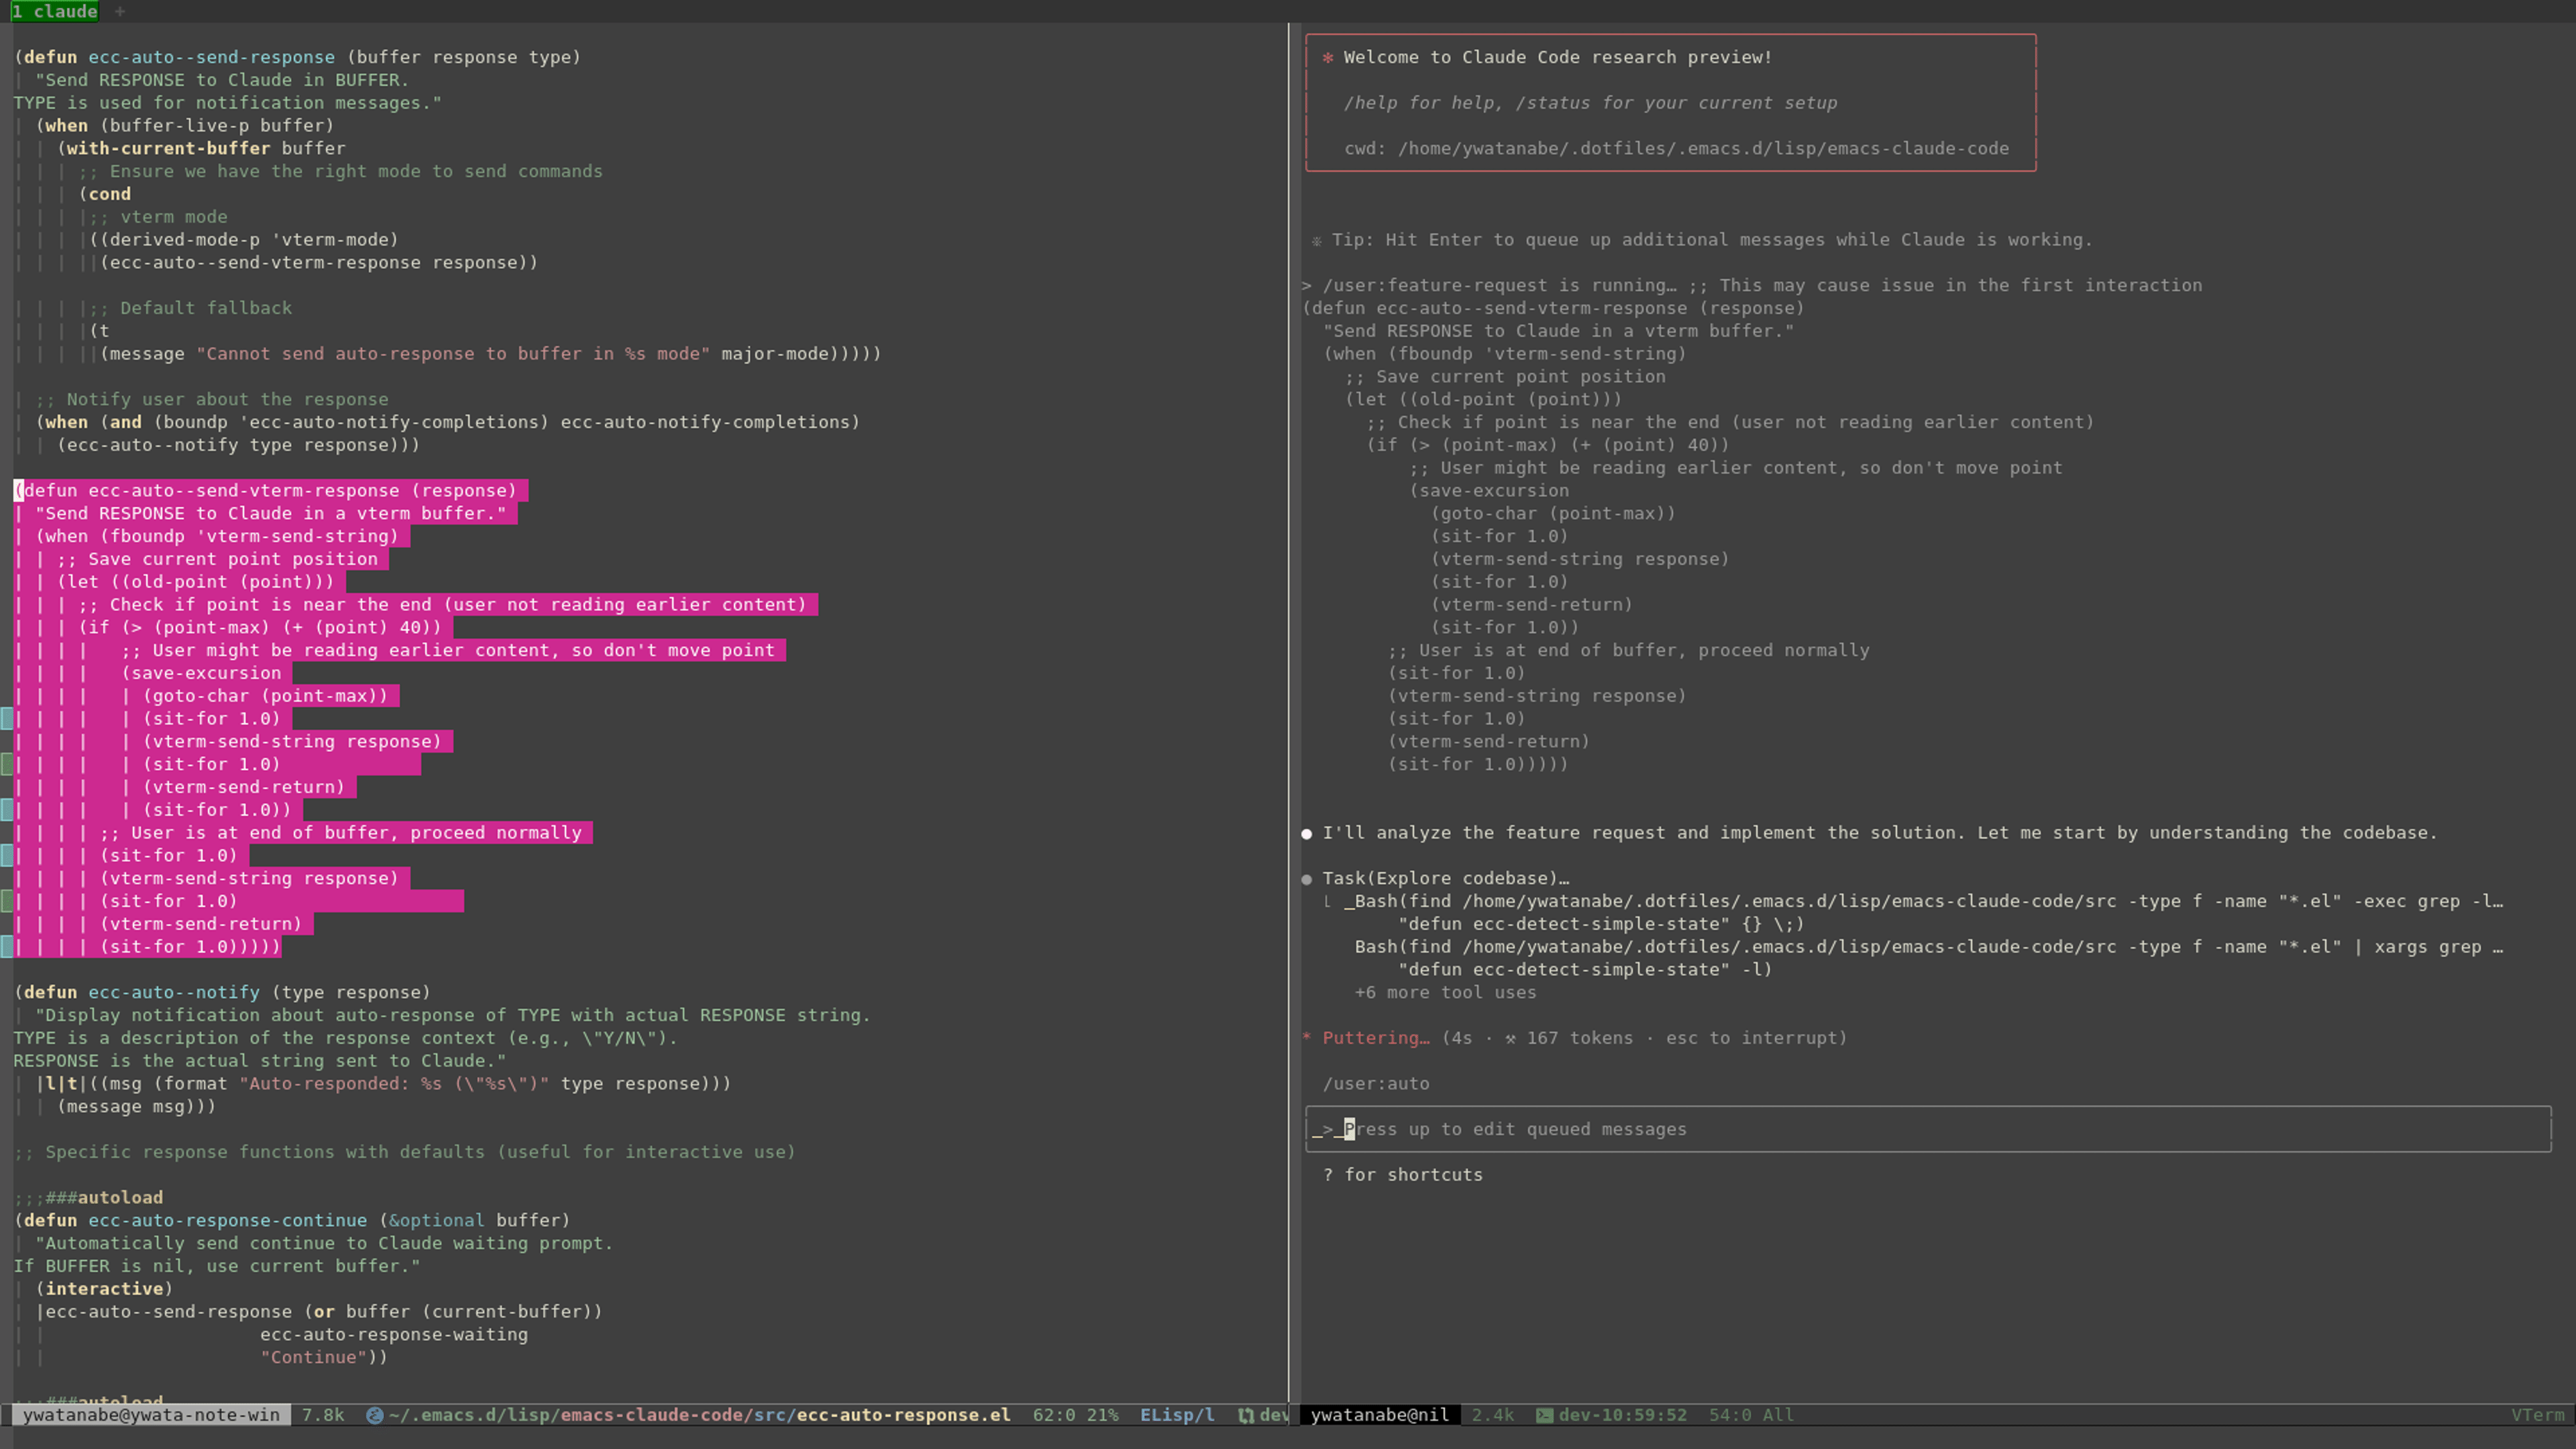 1 claude +
(defun ecc-auto--send-response (buffer response type)
"Send RESPONSE to Claude in BUFFER.
TYPE is used for notification messages."
(when (buffer-live-p buffer)
(with-current-buffer buffer
;; Ensure we have the right mode to send commands
(cond
;; vterm mode
((derived-mode-p 'vterm-mode)
(ecc-auto--send-vterm-response response))
;; Default fallback
(t
(message "Cannot send auto-response to buffer in %s mode" major-mode)))))
;; Notify user about the response
(when (and (boundp 'ecc-auto-notify-completions) ecc-auto-notify-completions)
(ecc-auto--notify type response)))
(defun ecc-auto--send-vterm-response (response)
"Send RESPONSE to Claude in a vterm buffer."
(when (fboundp 'vterm-send-string)
;; Save current point position
(let ((old-point (point)))
;; Check if point is near the end (user not reading earlier content)
(if (> (point-max) (+ (point) 40))
;; User might be reading earlier content, so don't move point
(save-excursion
(goto-char (point-max))
(sit-for 1.0)
(vterm-send-string response)
(sit-for 1.0)
(vterm-send-return)
(sit-for 1.0))
;; User is at end of buffer, proceed normally
(sit-for 1.0)
(vterm-send-string response)
(sit-for 1.0)
(vterm-send-return)
(sit-for 1.0)))))
(defun ecc-auto--notify (type response)
"Display notification about auto-response of TYPE with actual RESPONSE string.
TYPE is a description of the response context (e.g., \"Y/N\").
RESPONSE is the actual string sent to Claude."
|l|t|((msg (format "Auto-responded: %s (\"%s\")" type response)))
(message msg)))
;; Specific response functions with defaults (useful for interactive use)
;;;###autoload
(defun ecc-auto-response-continue (&optional buffer)
"Automatically send continue to Claude waiting prompt.
If BUFFER is nil, use current buffer."
(interactive)
|ecc-auto--send-response (or buffer (current-buffer))
ecc-auto-response-waiting
"Continue"))
;;;###autoload
ywatanabe@ywata-note-win 7.8k ~/.emacs.d/lisp/emacs-claude-code/src/ecc-auto-response.el 62:0 21% ELisp/l dev
✻ Welcome to Claude Code research preview!
/help for help, /status for your current setup
cwd: /home/ywatanabe/.dotfiles/.emacs.d/lisp/emacs-claude-code
※ Tip: Hit Enter to queue up additional messages while Claude is working.
> /user:feature-request is running… ;; This may cause issue in the first interaction
(defun ecc-auto--send-vterm-response (response)
"Send RESPONSE to Claude in a vterm buffer."
(when (fboundp 'vterm-send-string)
;; Save current point position
(let ((old-point (point)))
;; Check if point is near the end (user not reading earlier content)
(if (> (point-max) (+ (point) 40))
;; User might be reading earlier content, so don't move point
(save-excursion
(goto-char (point-max))
(sit-for 1.0)
(vterm-send-string response)
(sit-for 1.0)
(vterm-send-return)
(sit-for 1.0))
;; User is at end of buffer, proceed normally
(sit-for 1.0)
(vterm-send-string response)
(sit-for 1.0)
(vterm-send-return)
(sit-for 1.0)))))
● I'll analyze the feature request and implement the solution. Let me start by understanding the codebase.
● Task(Explore codebase)…
⎿ _Bash(find /home/ywatanabe/.dotfiles/.emacs.d/lisp/emacs-claude-code/src -type f -name "*.el" -exec grep -l…
"defun ecc-detect-simple-state" {} \;)
Bash(find /home/ywatanabe/.dotfiles/.emacs.d/lisp/emacs-claude-code/src -type f -name "*.el" | xargs grep …
"defun ecc-detect-simple-state" -l)
+6 more tool uses
* Puttering… (4s · ⚒ 167 tokens · esc to interrupt)
/user:auto
_>_Press up to edit queued messages
? for shortcuts
ywatanabe@nil 2.4k dev-10:59:52 54:0 All VTerm